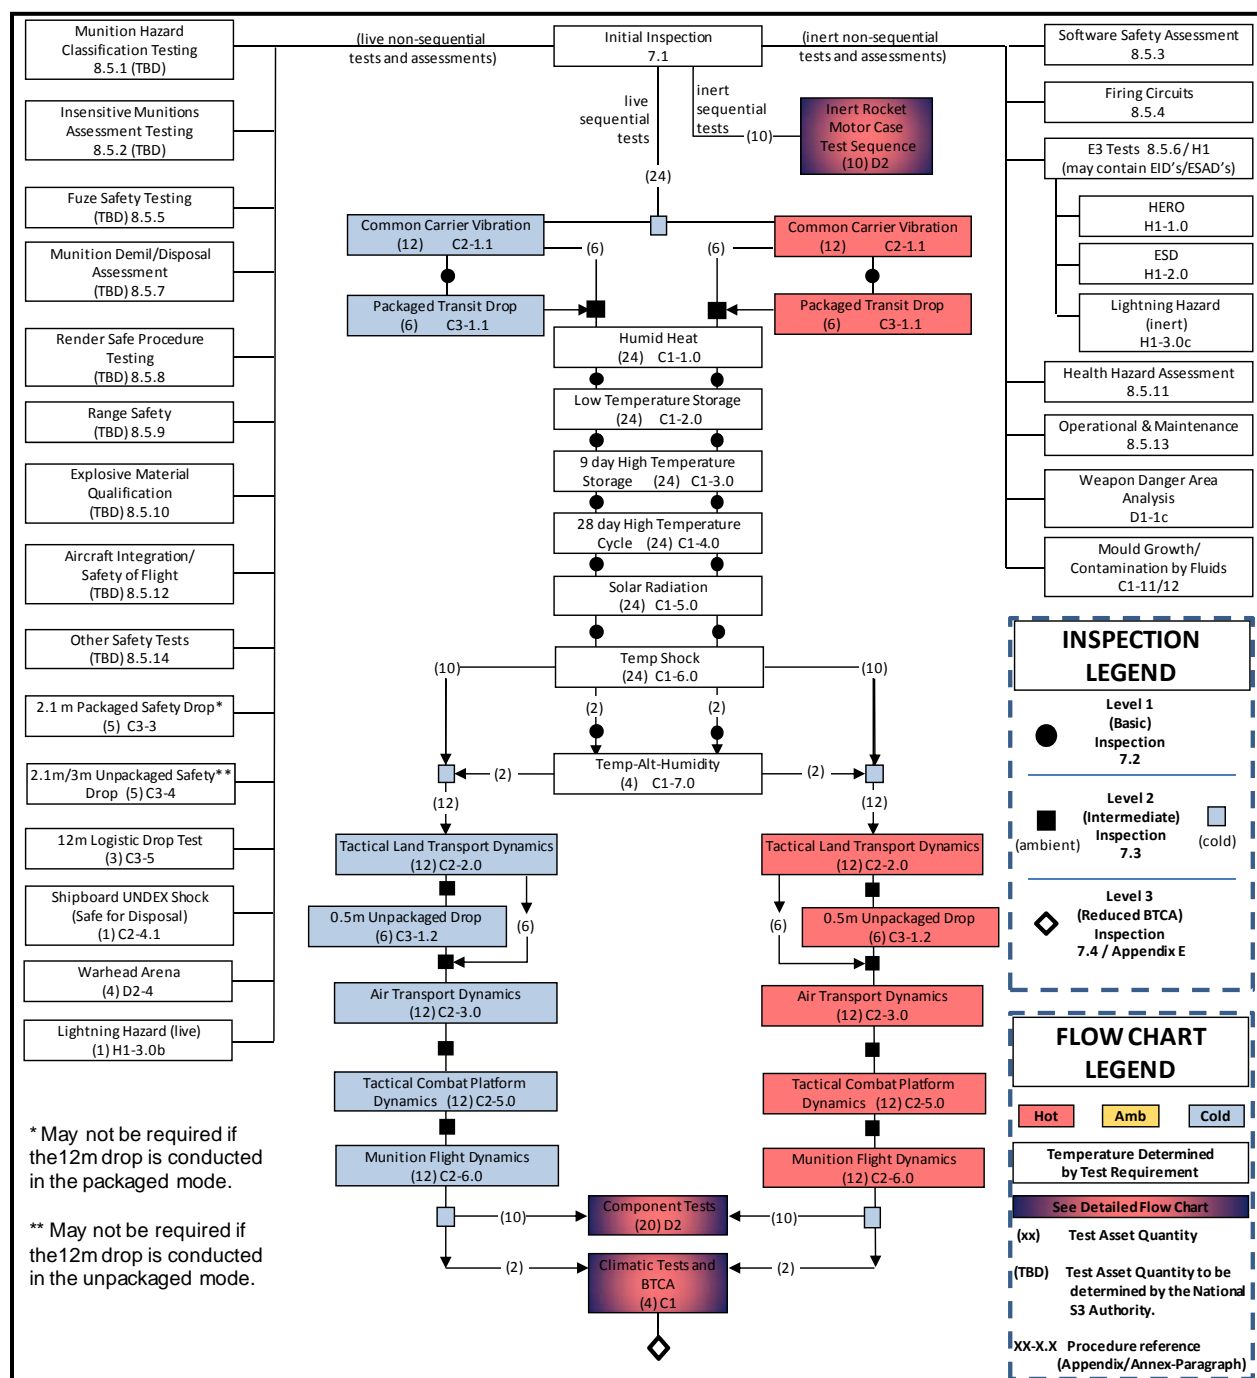 Munition Hazard
Classification Testing
8.5.1 (TBD)
Insensitive Munitions
Assessment Testing
8.5.2 (TBD)
Fuze Safety Testing
(TBD) 8.5.5
Munition Demil/Disposal
Assessment
(TBD) 8.5.7
Render Safe Procedure
Testing
(TBD) 8.5.8
Range Safety
(TBD) 8.5.9
Explosive Material
Qualification
(TBD) 8.5.10
Aircraft Integration/
Safety of Flight
(TBD) 8.5.12
Other Safety Tests
(TBD) 8.5.14
2.1 m Packaged Safety Drop*
(5) C3-3
2.1m/3m Unpackaged Safety**
Drop (5) C3-4
12m Logistic Drop Test
(3) C3-5
Shipboard UNDEX Shock
(Safe for Disposal)
(1) C2-4.1
Warhead Arena
(4) D2-4
Lightning Hazard (live)
(1) H1-3.0b
* May not be required if
the12m drop is conducted
in the packaged mode.
** May not be required if
the12m drop is conducted
in the unpackaged mode.
(live non-sequential
tests and assessments)
Initial Inspection
7.1
(inert non-sequential
tests and assessments)
live
sequential
tests
inert
sequential
tests
(10)
Inert Rocket
Motor Case
Test Sequence
(10) D2
(24)
Common Carrier Vibration
(12) C2-1.1
(6)
(6)
Common Carrier Vibration
(12) C2-1.1
Packaged Transit Drop
(6) C3-1.1
Packaged Transit Drop
(6) C3-1.1
Humid Heat
(24) C1-1.0
Low Temperature Storage
(24) C1-2.0
9 day High Temperature
Storage (24) C1-3.0
28 day High Temperature
Cycle (24) C1-4.0
Solar Radiation
(24) C1-5.0
(10)
Temp Shock
(24) C1-6.0
(10)
(2)
(2)
(2)
Temp-Alt-Humidity
(4) C1-7.0
(2)
(12)
(12)
Tactical Land Transport Dynamics
(12) C2-2.0
Tactical Land Transport Dynamics
(12) C2-2.0
0.5m Unpackaged Drop
(6) C3-1.2
(6)
(6)
0.5m Unpackaged Drop
(6) C3-1.2
Air Transport Dynamics
(12) C2-3.0
Air Transport Dynamics
(12) C2-3.0
Tactical Combat Platform
Dynamics (12) C2-5.0
Tactical Combat Platform
Dynamics (12) C2-5.0
Munition Flight Dynamics
(12) C2-6.0
Munition Flight Dynamics
(12) C2-6.0
(10)
Component Tests
(20) D2
(10)
(2)
Climatic Tests and
BTCA
(4) C1
(2)
Software Safety Assessment
8.5.3
Firing Circuits
8.5.4
E3 Tests 8.5.6/ H1
(may contain EID's/ESAD's)
HERO
H1-1.0
ESD
H1-2.0
Lightning Hazard
(inert)
H1-3.0c
Health Hazard Assessment
8.5.11
Operational & Maintenance
8.5.13
Weapon Danger Area
Analysis
D1-1c
Mould Growth/
Contamination by Fluids
C1-11/12
INSPECTION
LEGEND
Level 1
(Basic)
Inspection
7.2
Level 2
(Intermediate)
Inspection
7.3
(ambient)
(cold)
Level 3
(Reduced BTCA)
Inspection
7.4 / Appendix E
FLOW CHART
LEGEND
Hot
Amb
Cold
Temperature Determined
by Test Requirement
See Detailed Flow Chart
(xx) Test Asset Quantity
(TBD) Test Asset Quantity to be
determined by the National
S3 Authority.
XX-X.X Procedure reference
(Appendix/Annex-Paragraph)